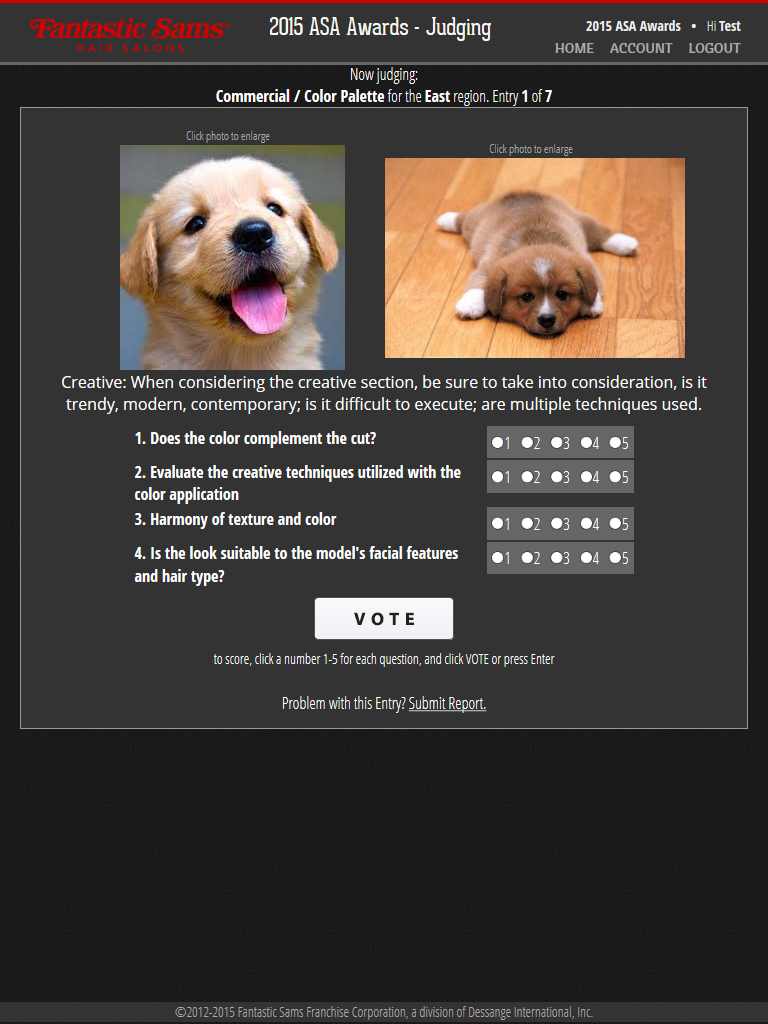 Fantastic Sams
HAIR SALONS
2015 ASA Awards - Judging
2015 ASA Awards • Hi Test
HOME ACCOUNT LOGOUT
Now judging:
Commercial / Color Palette for the East region. Entry 1 of 7
Click photo to enlarge
Click photo to enlarge
Creative: When considering the creative section, be sure to take into consideration, is it
trendy, modern, contemporary; is it difficult to execute; are multiple techniques used.
1. Does the color complement the cut?
1 2 3 4 5
2. Evaluate the creative techniques utilized with the
color application
1 2 3 4 5
3. Harmony of texture and color
1 2 3 4 5
4. Is the look suitable to the model's facial features
and hair type?
1 2 3 4 5
VOTE
to score, click a number 1-5 for each question, and click VOTE or press Enter
Problem with this Entry? Submit Report.
©2012-2015 Fantastic Sams Franchise Corporation, a division of Dessange International, Inc.